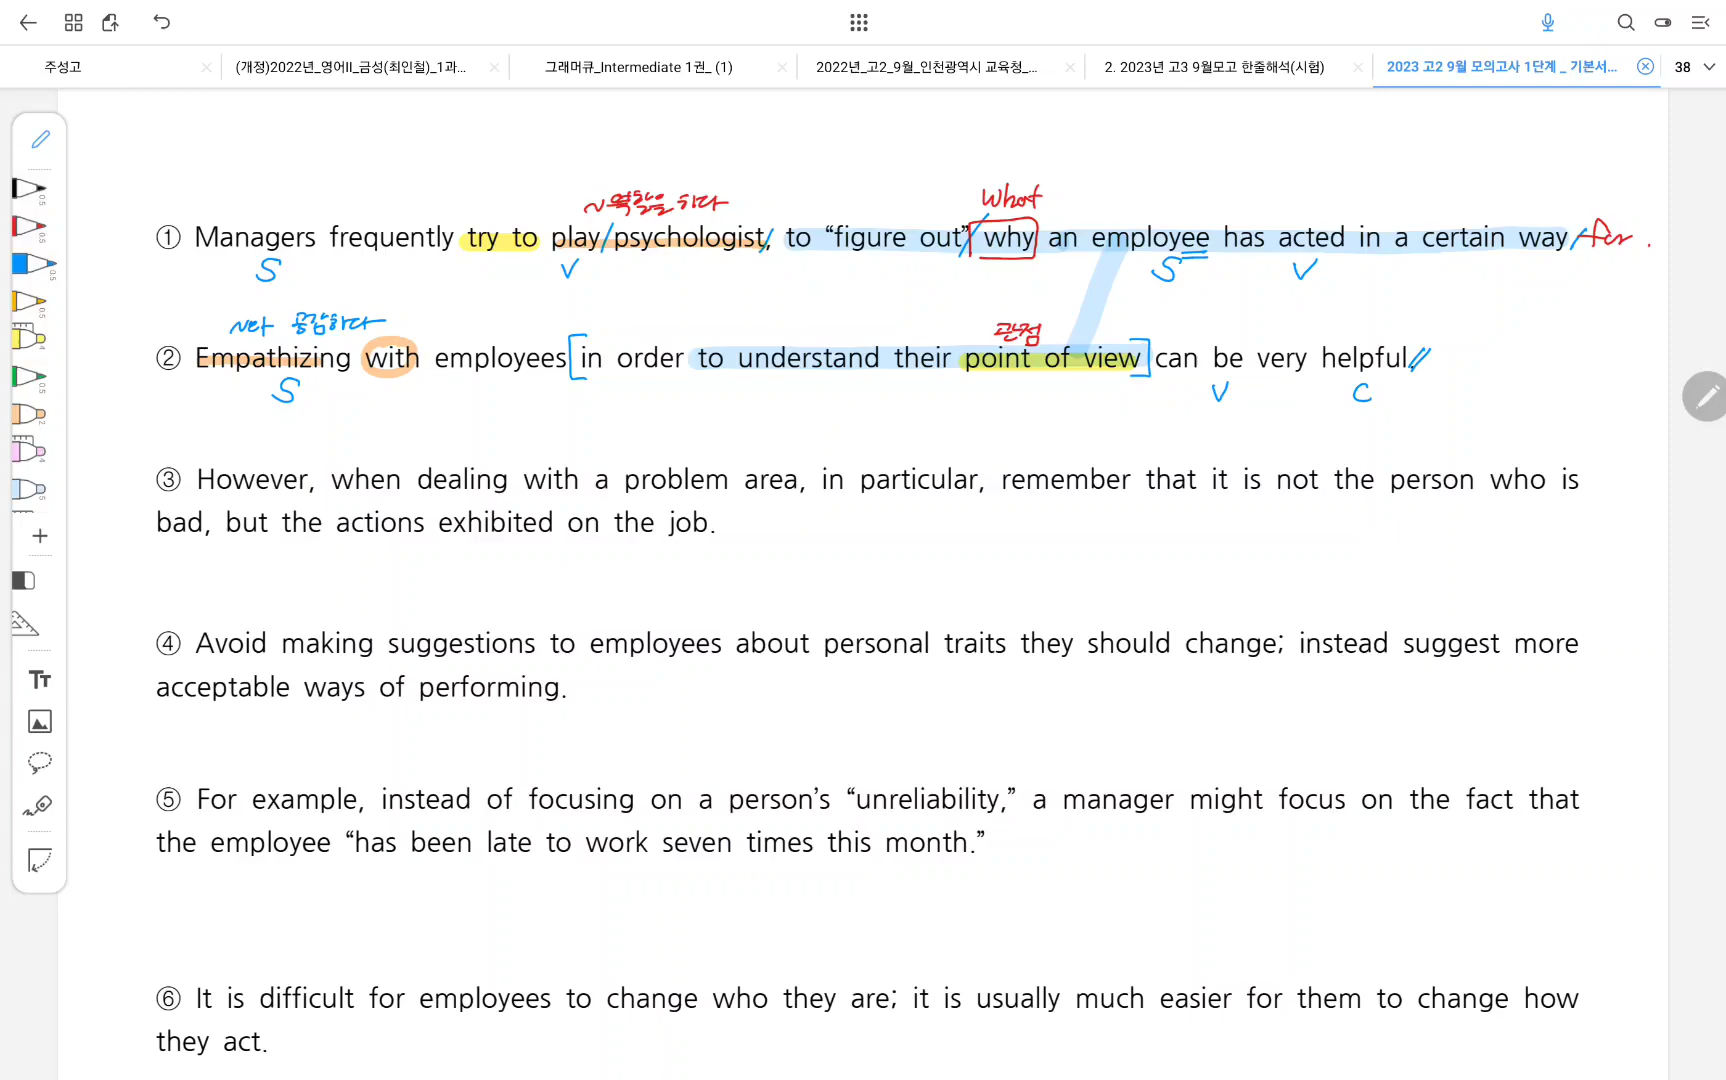 주성고
(개정)2022년_영어II_금성(최인철)_1과...
그래머큐_Intermediate 1권_ (1)
2022년_고2_9월_인천광역시 교육청_...
2. 2023년 고3 9월모고 한줄해석(시험)
2023 고2 9월 모의고사 1단계 _ 기본서...
38
~역할을 하다
What
① Managers frequently try to play psychologist, to “figure out” why an employee has acted in a certain way for .
S V S V
~와 공감하다
관점
② Empathizing with employees in order to understand their point of view can be very helpful.
S V C
③ However, when dealing with a problem area, in particular, remember that it is not the person who is
bad, but the actions exhibited on the job.
④ Avoid making suggestions to employees about personal traits they should change; instead suggest more
acceptable ways of performing.
⑤ For example, instead of focusing on a person’s “unreliability,” a manager might focus on the fact that
the employee “has been late to work seven times this month.”
⑥ It is difficult for employees to change who they are; it is usually much easier for them to change how
they act.